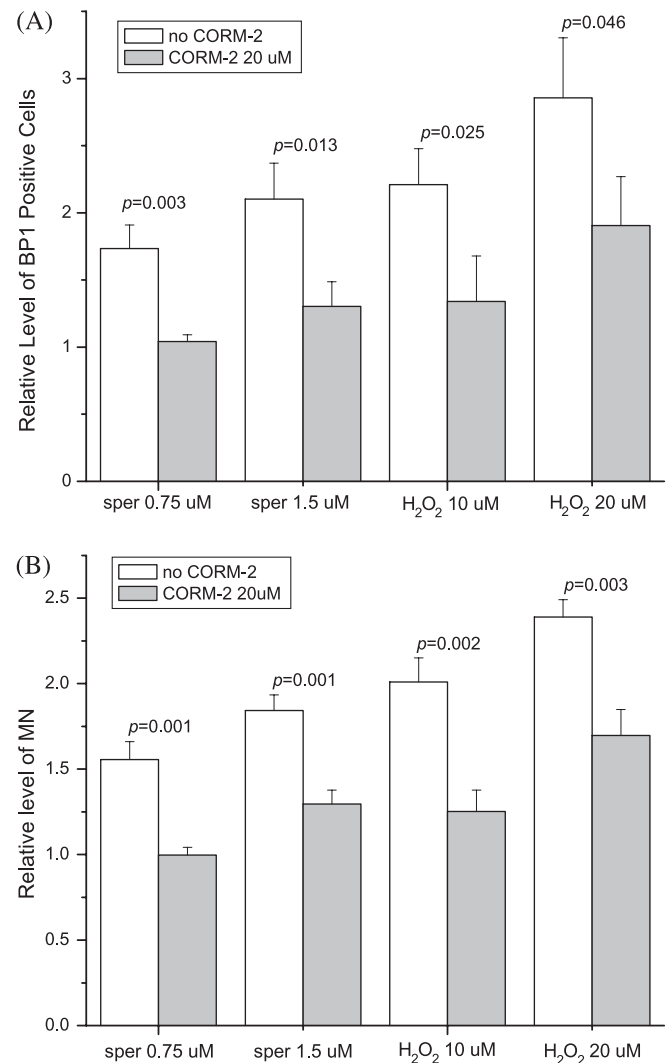 (A)
no CORM-2
CORM-2 20 uM
p=0.046
p=0.025
p=0.013
p=0.003
3
2
1
0
Relative Level of BP1 Positive Cells
sper 0.75 uM
sper 1.5 uM
H₂O₂ 10 uM
H₂O₂ 20 uM
(B)
no CORM-2
CORM-2 20uM
p=0.003
p=0.002
p=0.001
p=0.001
2.5
2.0
1.5
1.0
0.5
0.0
Relative level of MN
sper 0.75 uM
sper 1.5 uM
H₂O₂ 10 uM
H₂O₂ 20 uM